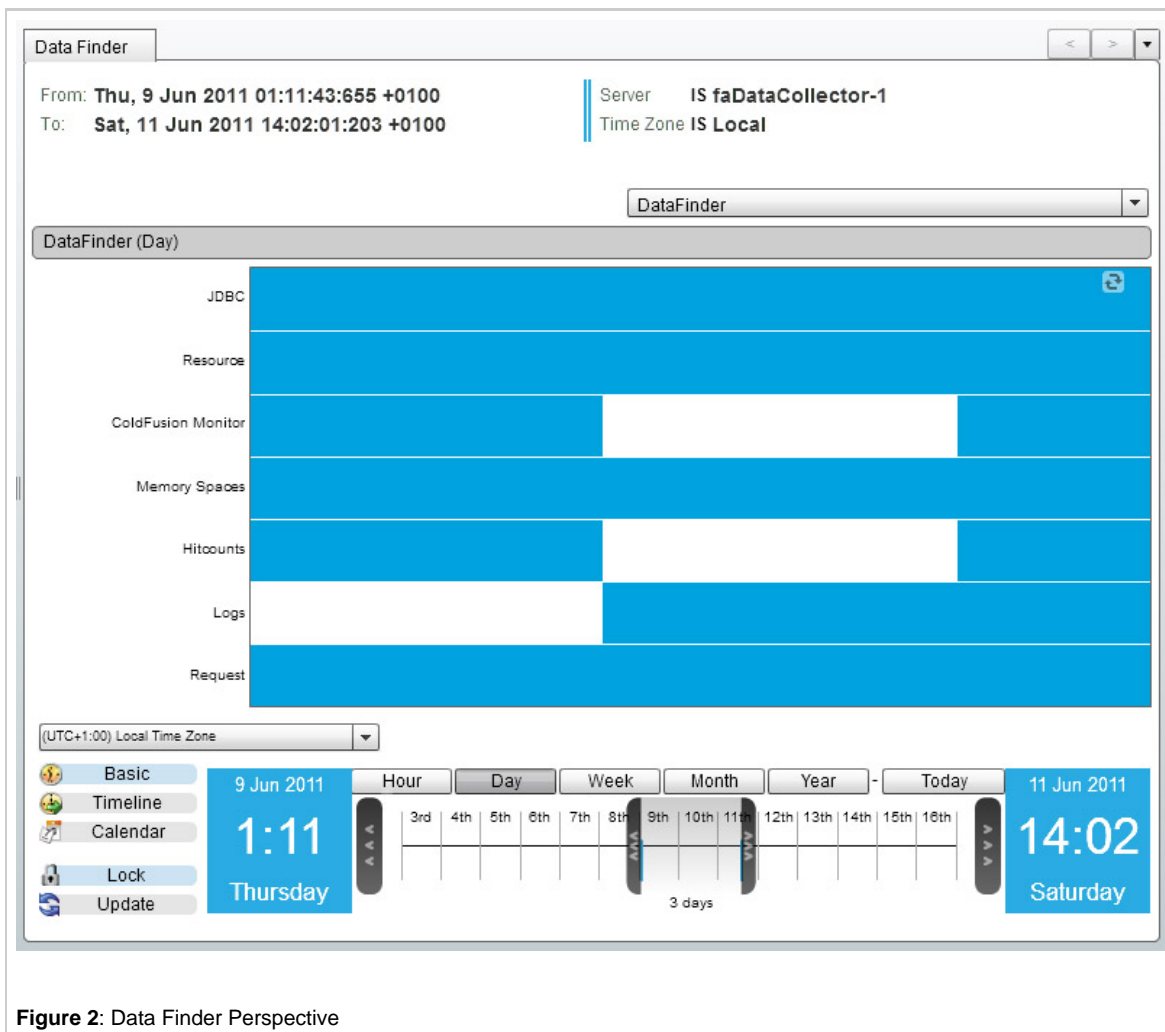 Data Finder
< >
From: Thu, 9 Jun 2011 01:11:43:655 +0100
To: Sat, 11 Jun 2011 14:02:01:203 +0100
Server IS faDataCollector-1
Time Zone IS Local
DataFinder
DataFinder (Day)
JDBC
Resource
ColdFusion Monitor
Memory Spaces
Hitcounts
Logs
Request
(UTC+1:00) Local Time Zone
Basic
Timeline
Calendar
Lock
Update
9 Jun 2011
1:11
Thursday
Hour Day Week Month Year - Today
3rd 4th 5th 6th 7th 8th 9th 10th 11th 12th 13th 14th 15th 16th
3 days
11 Jun 2011
14:02
Saturday
Figure 2: Data Finder Perspective